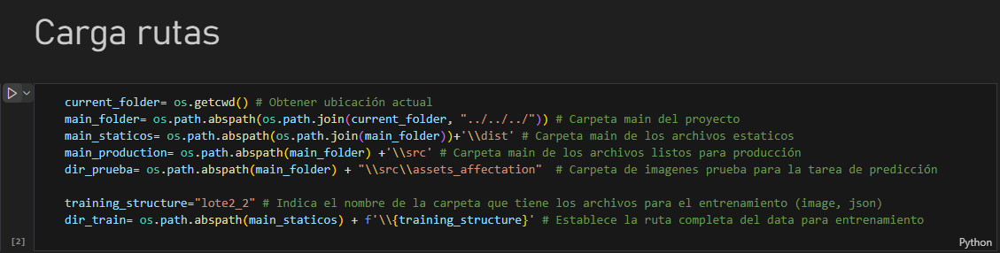 Carga rutas
current_folder= os.getcwd() # Obtener ubicación actual
main_folder= os.path.abspath(os.path.join(current_folder, "../../../")) # Carpeta main del proyecto
main_staticos= os.path.abspath(os.path.join(main_folder))+'\\dist' # Carpeta main de los archivos estaticos
main_production= os.path.abspath(main_folder) +'\\src' # Carpeta main de los archivos listos para producción
dir_prueba= os.path.abspath(main_folder) + "\\src\\assets_affectation"  # Carpeta de imagenes prueba para la tarea de predicción
training_structure="lote2_2" # Indica el nombre de la carpeta que tiene los archivos para el entrenamiento (image, json)
dir_train= os.path.abspath(main_staticos) + f'\\{training_structure}' # Establece la ruta completa del data para entrenamiento
[2]
Python